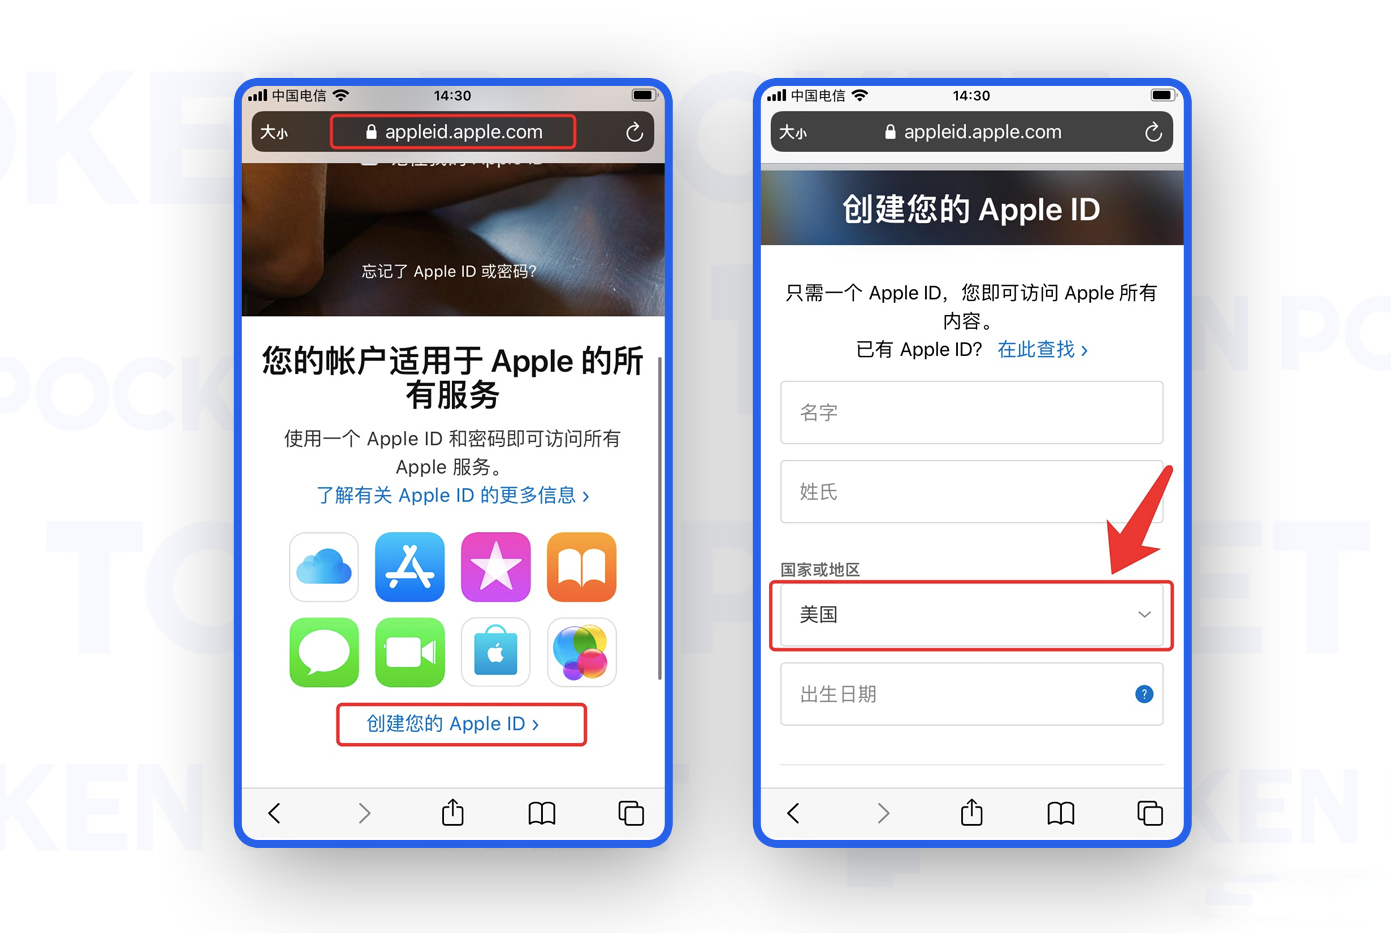 中国电信
14:30
大小
appleid.apple.com
忘记了 Apple ID 或密码?
您的帐户适用于 Apple 的所
有服务
使用一个 Apple ID 和密码即可访问所有
Apple 服务。
了解有关 Apple ID 的更多信息 ›
创建您的 Apple ID ›
中国电信
14:30
大小
appleid.apple.com
创建您的 Apple ID
只需一个 Apple ID，您即可访问 Apple 所有
内容。
已有 Apple ID? 在此查找 ›
名字
姓氏
国家或地区
美国
出生日期
?